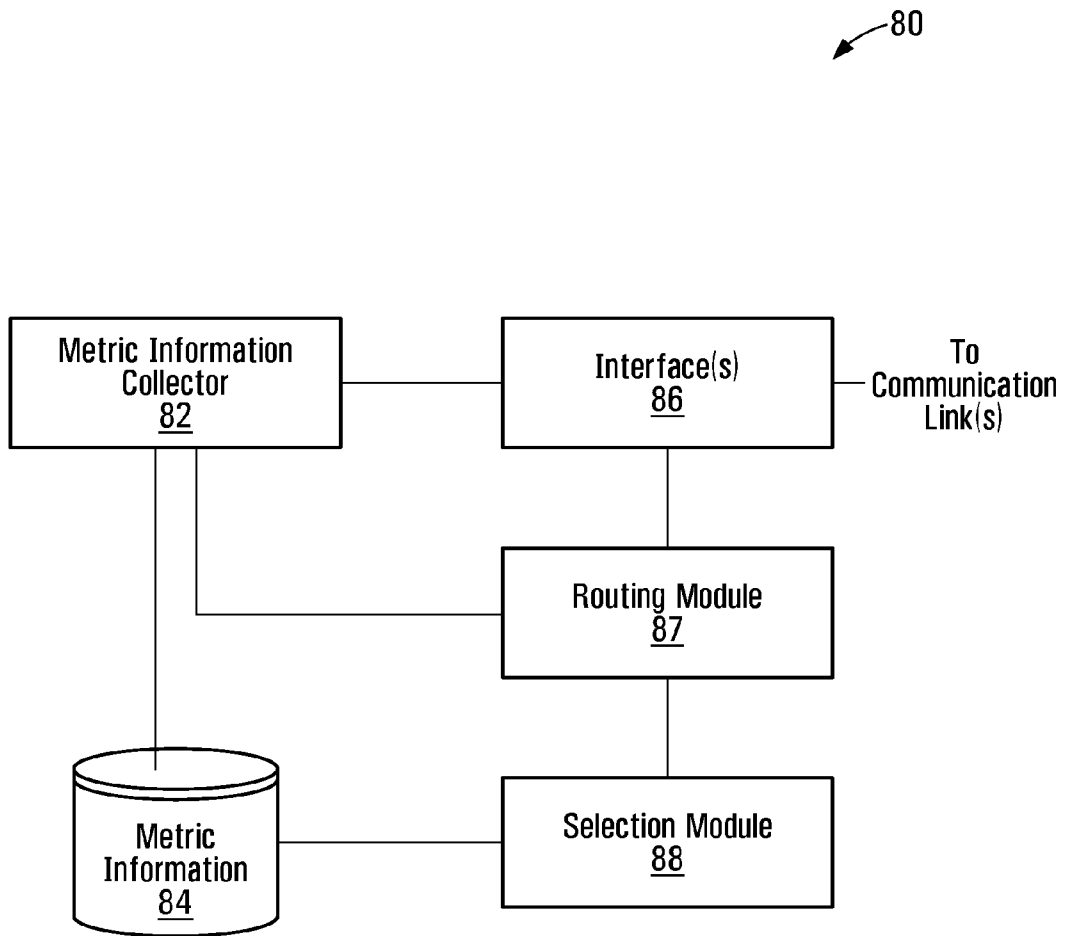 80
Metric Information
Collector
82
Interface(s)
86
To
Communication
Link(s)
Routing Module
87
Metric
Information
84
Selection Module
88